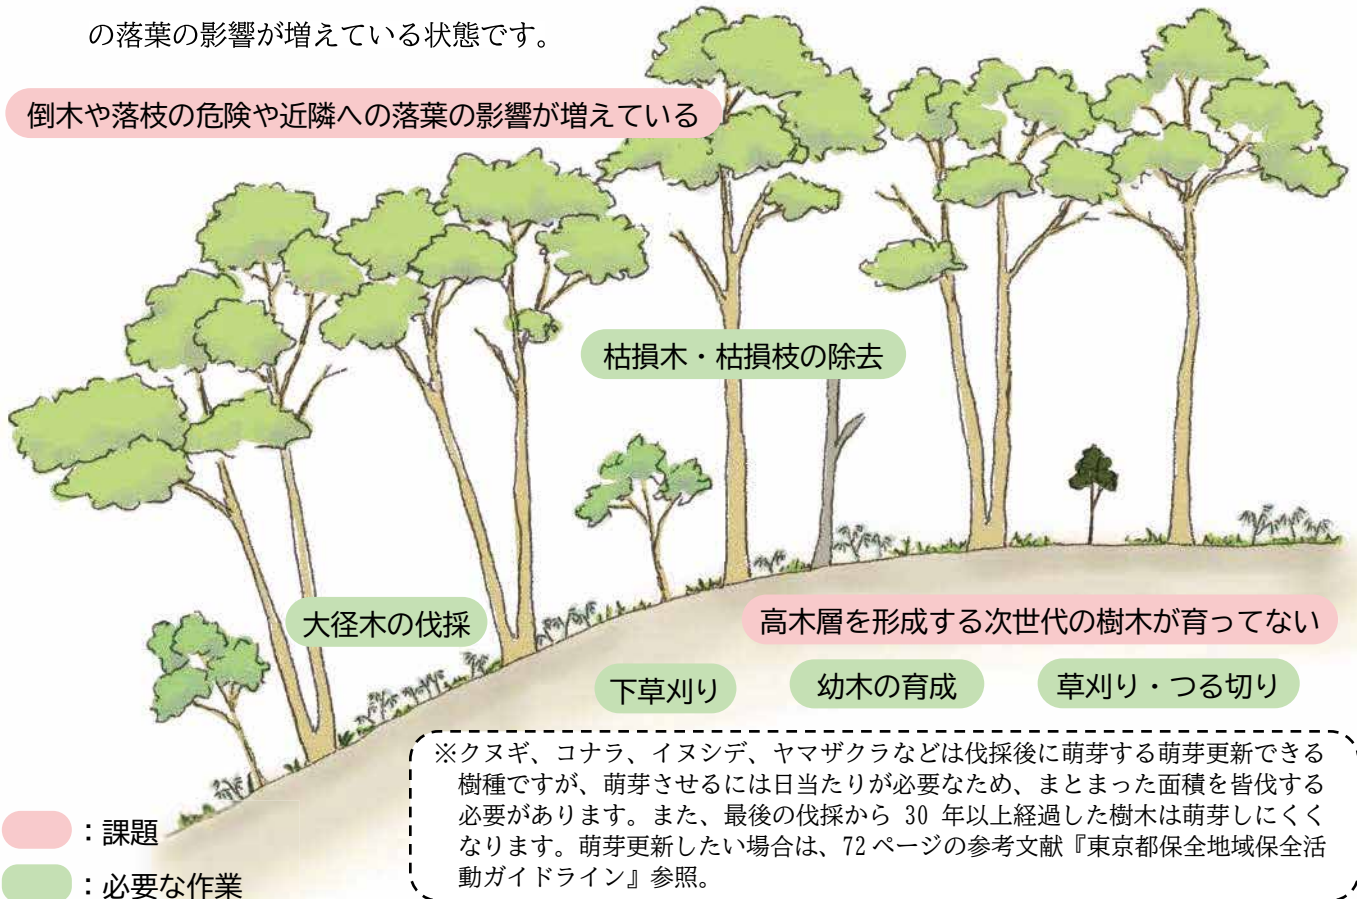 の落葉の影響が増えている状態です。
倒木や落枝の危険や近隣への落葉の影響が増えている
枯損木・枯損枝の除去
大径木の伐採
高木層を形成する次世代の樹木が育ってない
下草刈り
幼木の育成
草刈り・つる切り
※クヌギ、コナラ、イヌシデ、ヤマザクラなどは伐採後に萌芽する萌芽更新できる
樹種ですが、萌芽させるには日当たりが必要なため、まとまった面積を皆伐する
必要があります。また、最後の伐採から 30 年以上経過した樹木は萌芽しにくく
なります。萌芽更新したい場合は、72 ページの参考文献『東京都保全地域保全活
動ガイドライン』参照。
：課題
：必要な作業